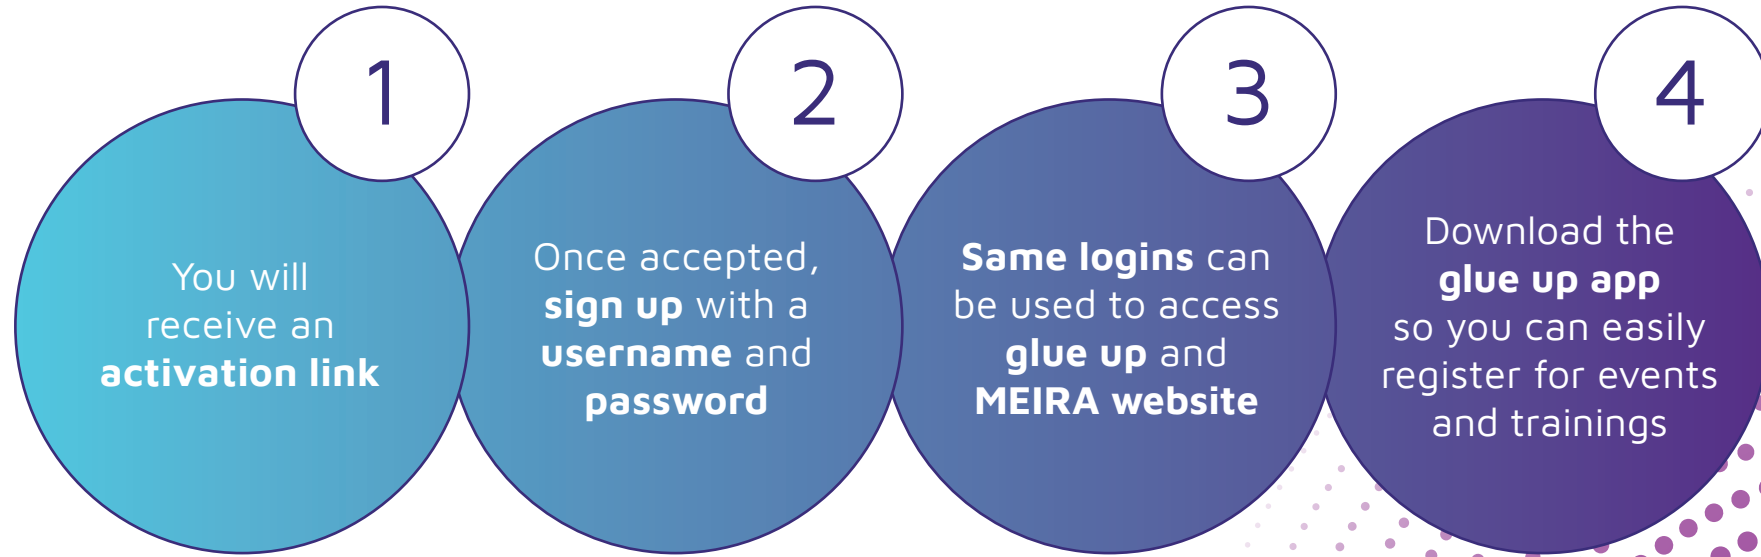 1
You will
receive an
activation link
2
Once accepted,
sign up with a
username and
password
3
Same logins can
be used to access
glue up and
MEIRA website
4
Download the
glue up app
so you can easily
register for events
and trainings